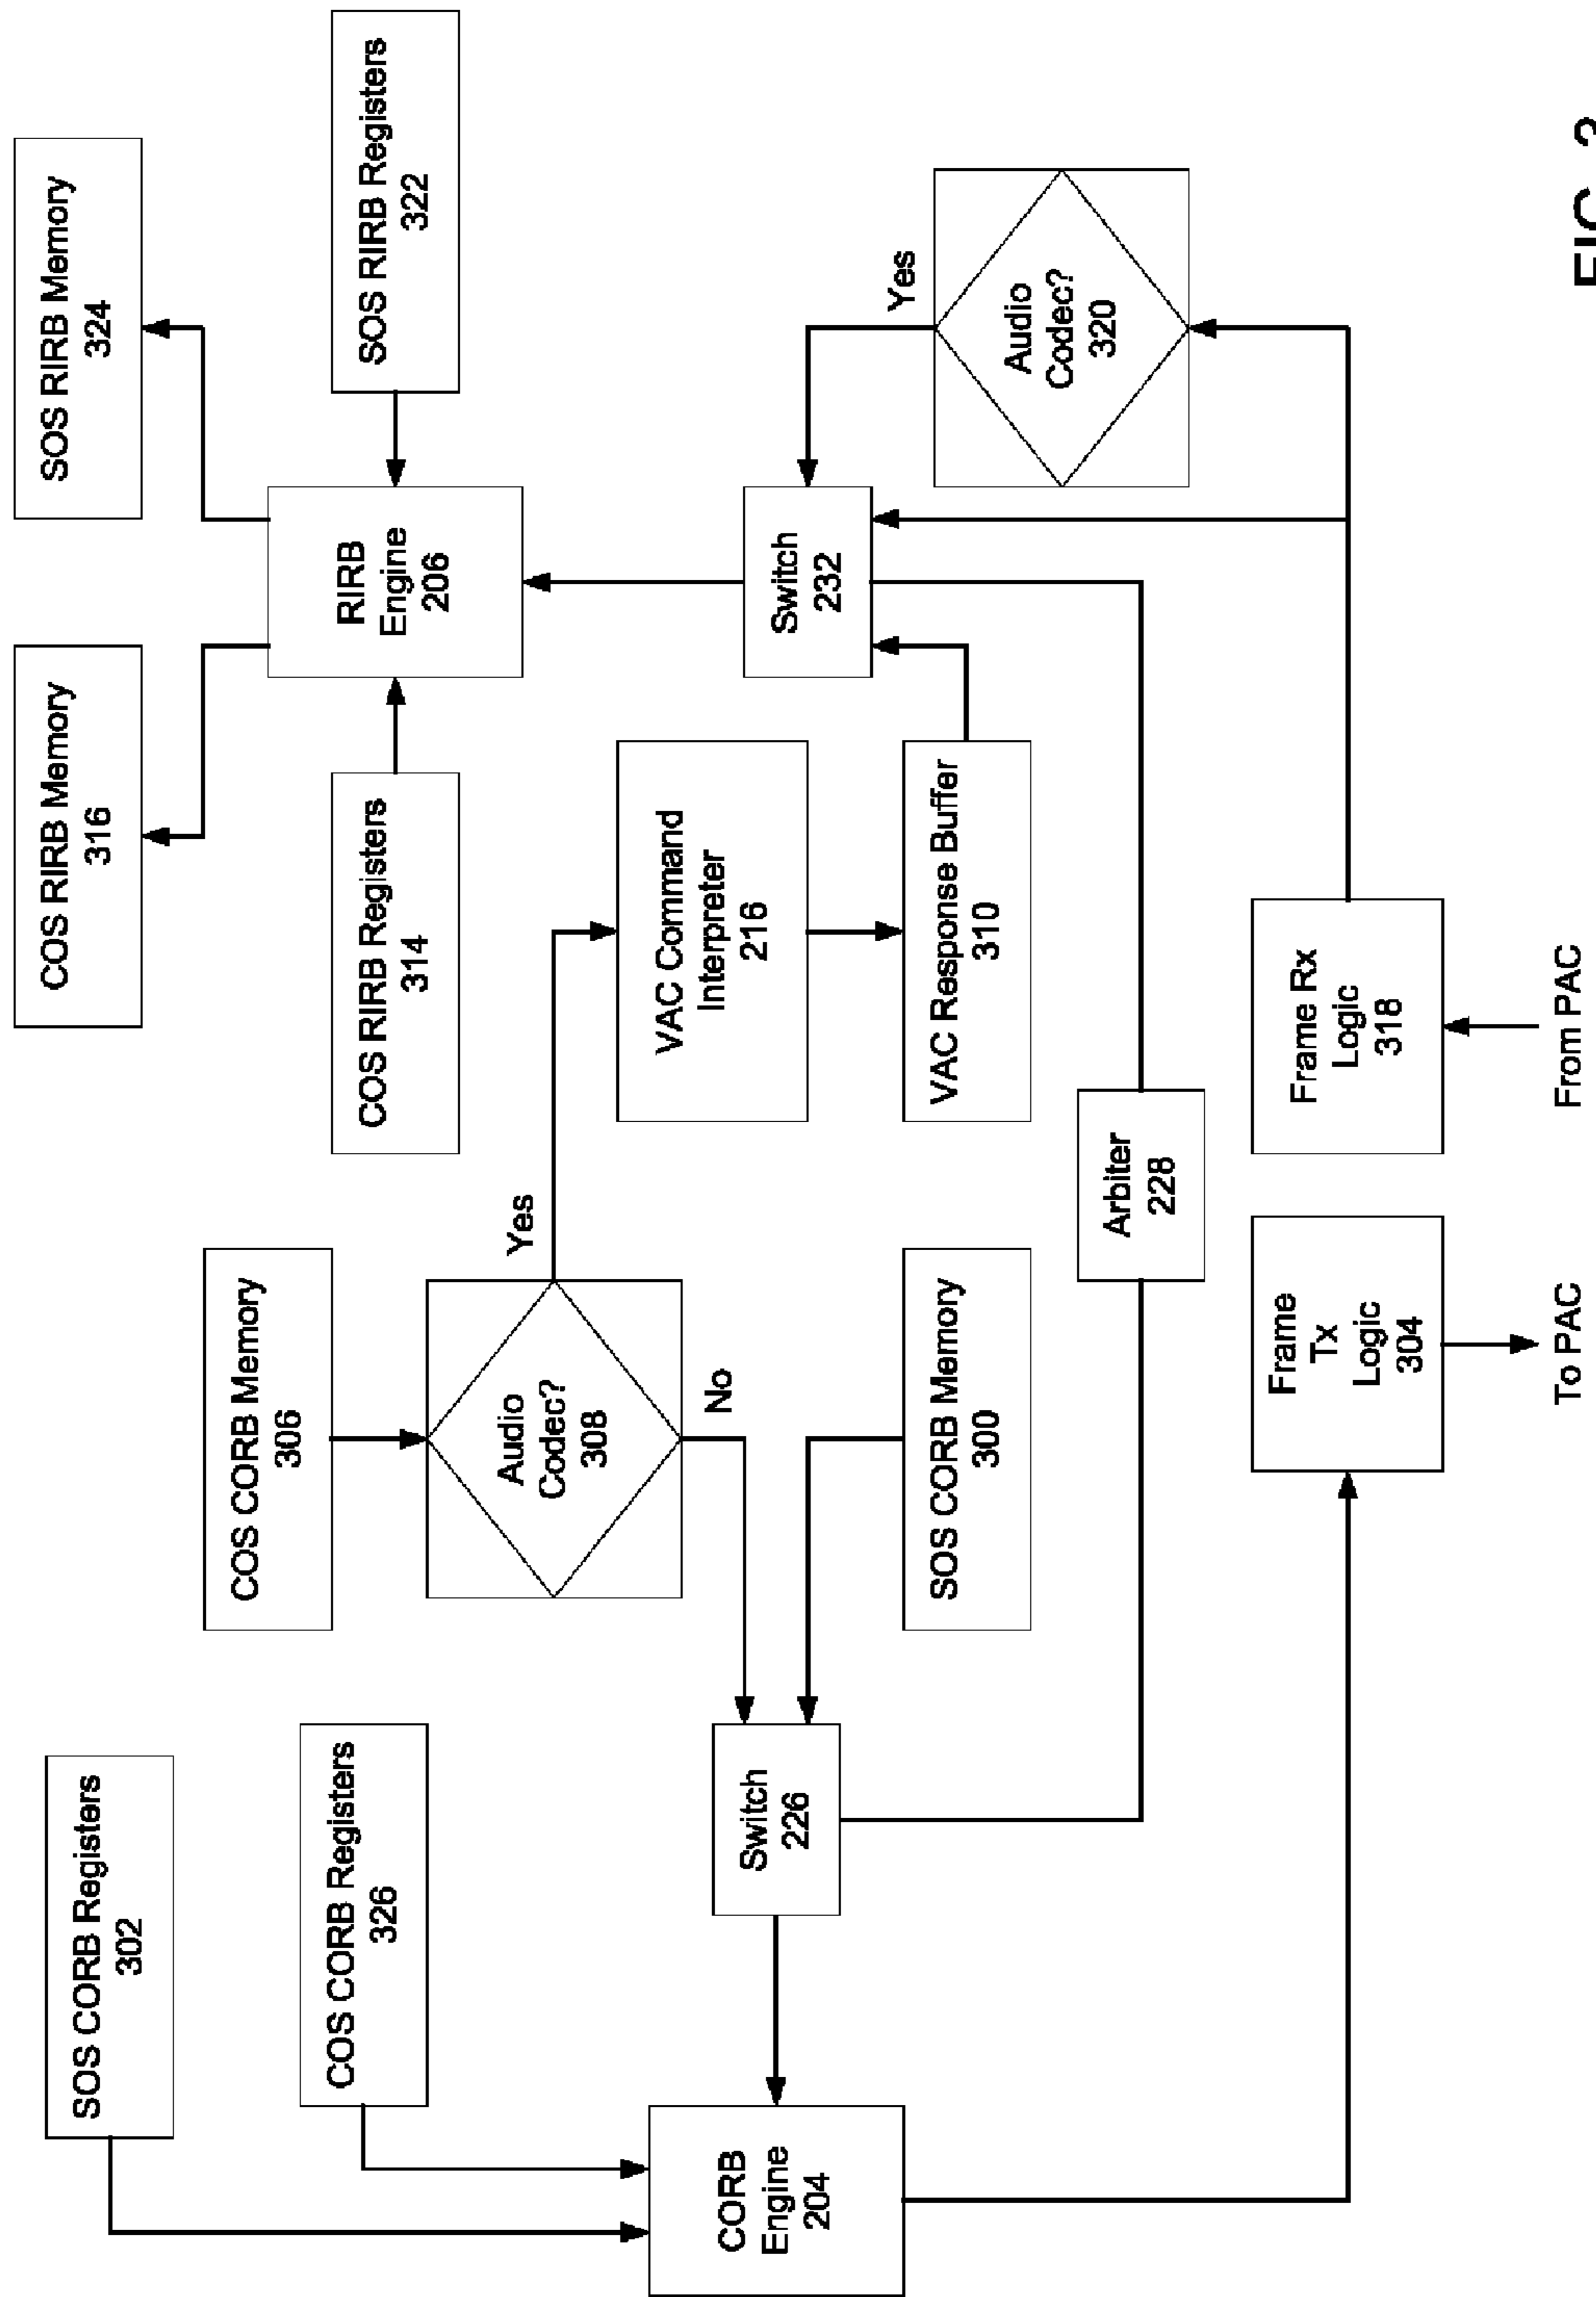 COS RIRB Memory
316
SOS RIRB Memory
324
SOS CORB Registers
302
COS CORB Memory
306
COS CORB Registers
326
COS RIRB Registers
314
RIRB
Engine
206
SOS RIRB Registers
322
Audio
Codec?
308
Yes
No
VAC Command
Interpreter
216
CORB
Engine
204
Switch
226
Switch
232
Yes
SOS CORB Memory
300
VAC Response Buffer
310
Audio
Codec?
320
Arbiter
228
Frame
Tx
Logic
304
Frame Rx
Logic
318
To PAC
From PAC